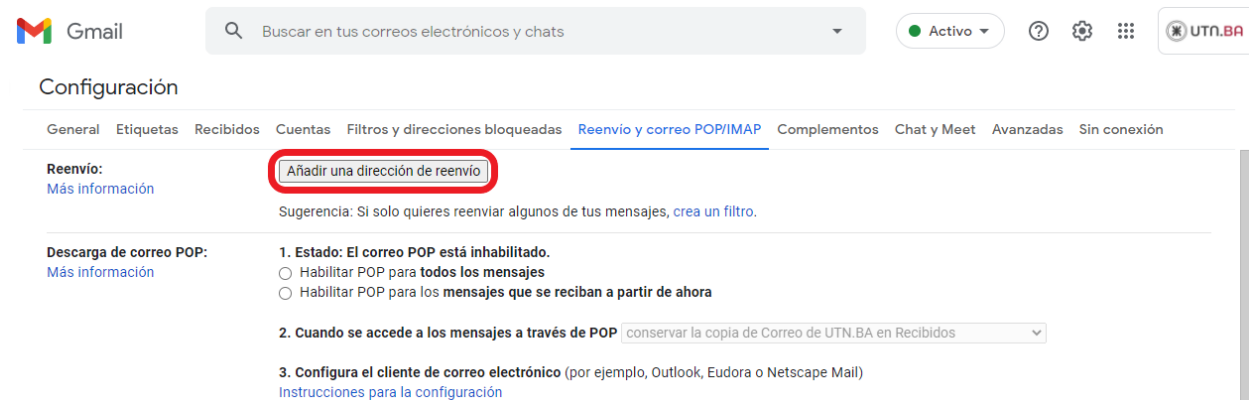 Gmail
Buscar en tus correos electrónicos y chats
Activo
UTN.BA
Configuración
General Etiquetas Recibidos Cuentas Filtros y direcciones bloqueadas Reenvío y correo POP/IMAP Complementos Chat y Meet Avanzadas Sin conexión
Reenvío: Añadir una dirección de reenvío
Más información
Sugerencia: Si solo quieres reenviar algunos de tus mensajes, crea un filtro.
Descarga de correo POP: 1. Estado: El correo POP está inhabilitado.
Más información Habilitar POP para todos los mensajes
Habilitar POP para los mensajes que se reciban a partir de ahora
2. Cuando se accede a los mensajes a través de POP conservar la copia de Correo de UTN.BA en Recibidos
3. Configura el cliente de correo electrónico (por ejemplo, Outlook, Eudora o Netscape Mail)
Instrucciones para la configuración